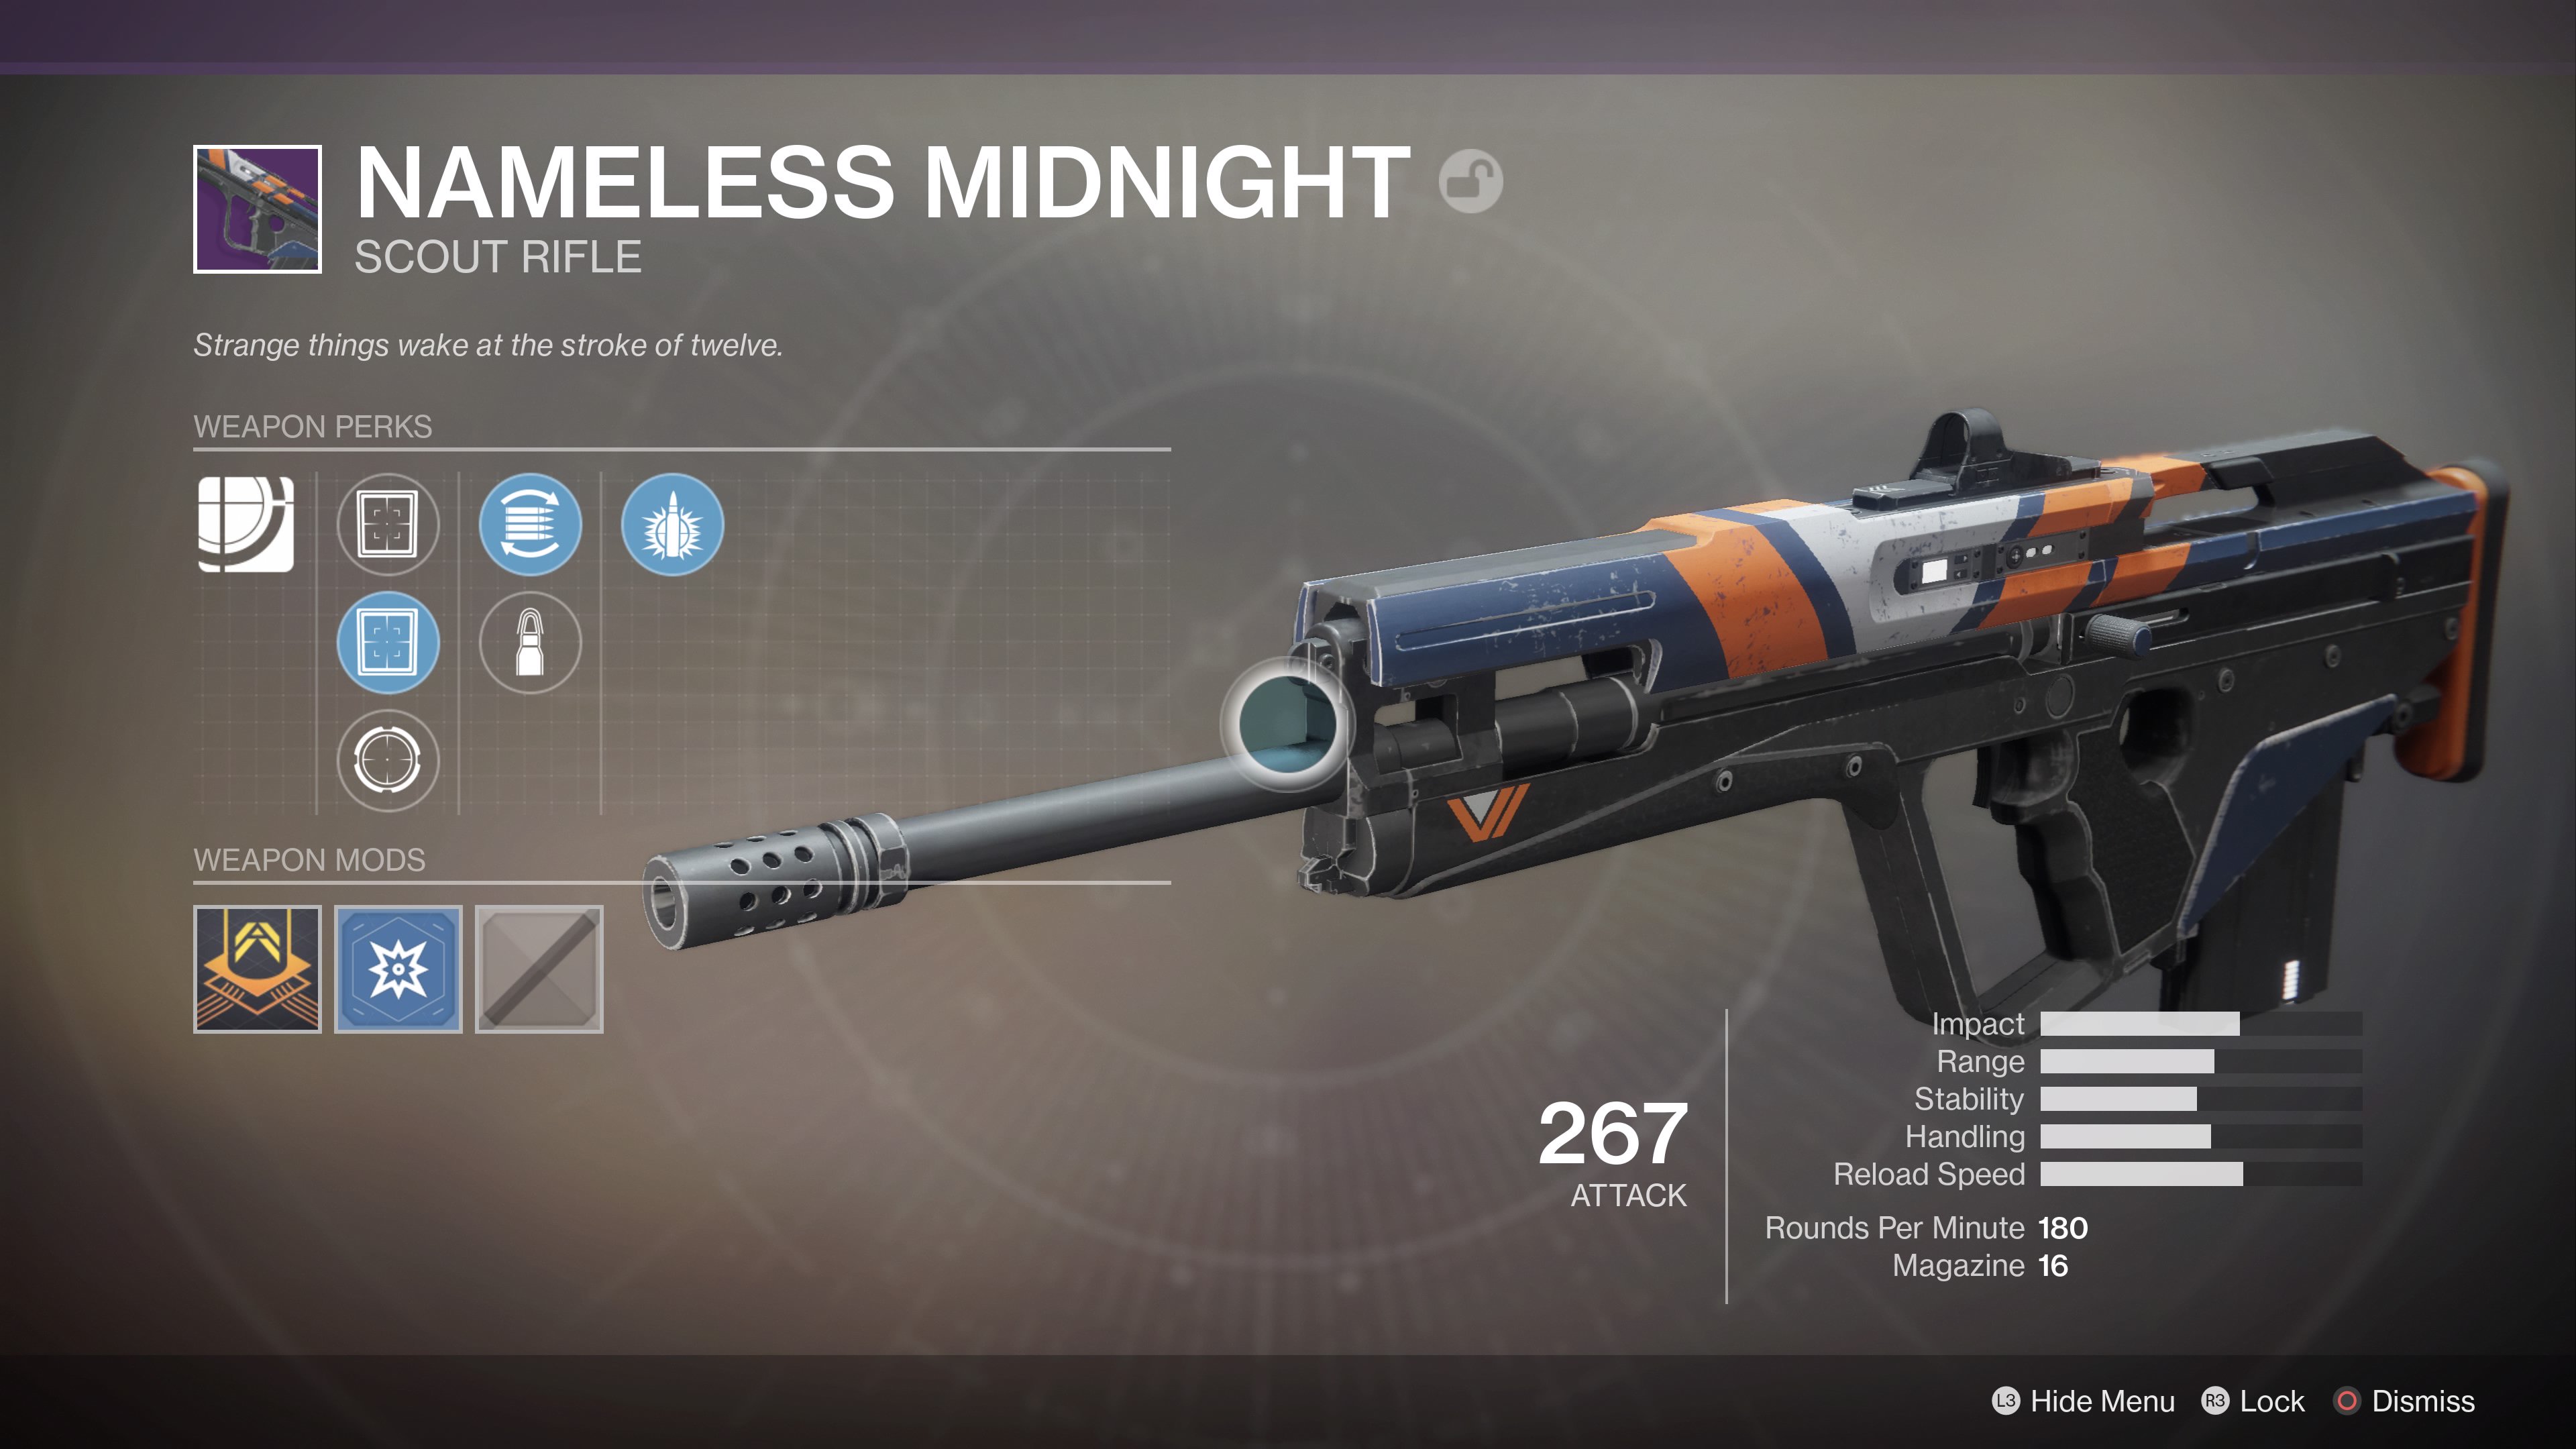 NAMELESS MIDNIGHT
SCOUT RIFLE
Strange things wake at the stroke of twelve.
WEAPON PERKS
WEAPON MODS
267
ATTACK
Impact
Range
Stability
Handling
Reload Speed
Rounds Per Minute 180
Magazine 16
L3 Hide Menu R3 Lock Dismiss